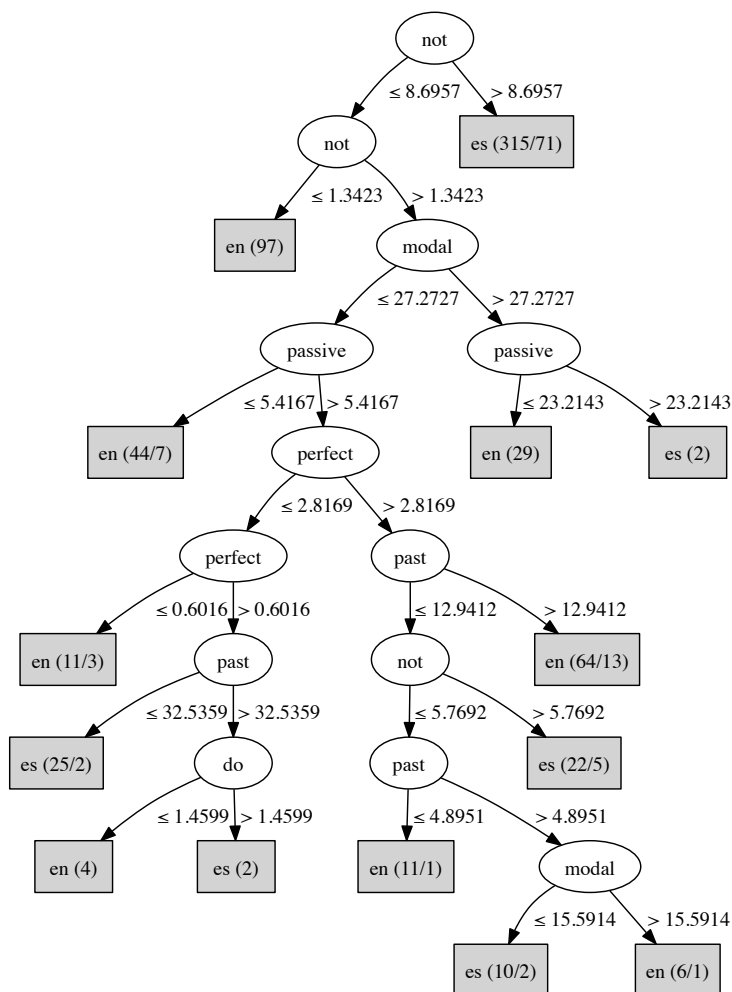 not
≤ 8.6957 > 8.6957
not es (315/71)
≤ 1.3423 > 1.3423
en (97) modal
≤ 27.2727 > 27.2727
passive passive
≤ 5.4167 > 5.4167 ≤ 23.2143 > 23.2143
en (44/7) perfect en (29) es (2)
≤ 2.8169 > 2.8169
perfect past
≤ 0.6016 > 0.6016 ≤ 12.9412 > 12.9412
en (11/3) past not en (64/13)
≤ 32.5359 > 32.5359 ≤ 5.7692 > 5.7692
es (25/2) do past es (22/5)
≤ 1.4599 > 1.4599 ≤ 4.8951 > 4.8951
en (4) es (2) en (11/1) modal
≤ 15.5914 > 15.5914
es (10/2) en (6/1)